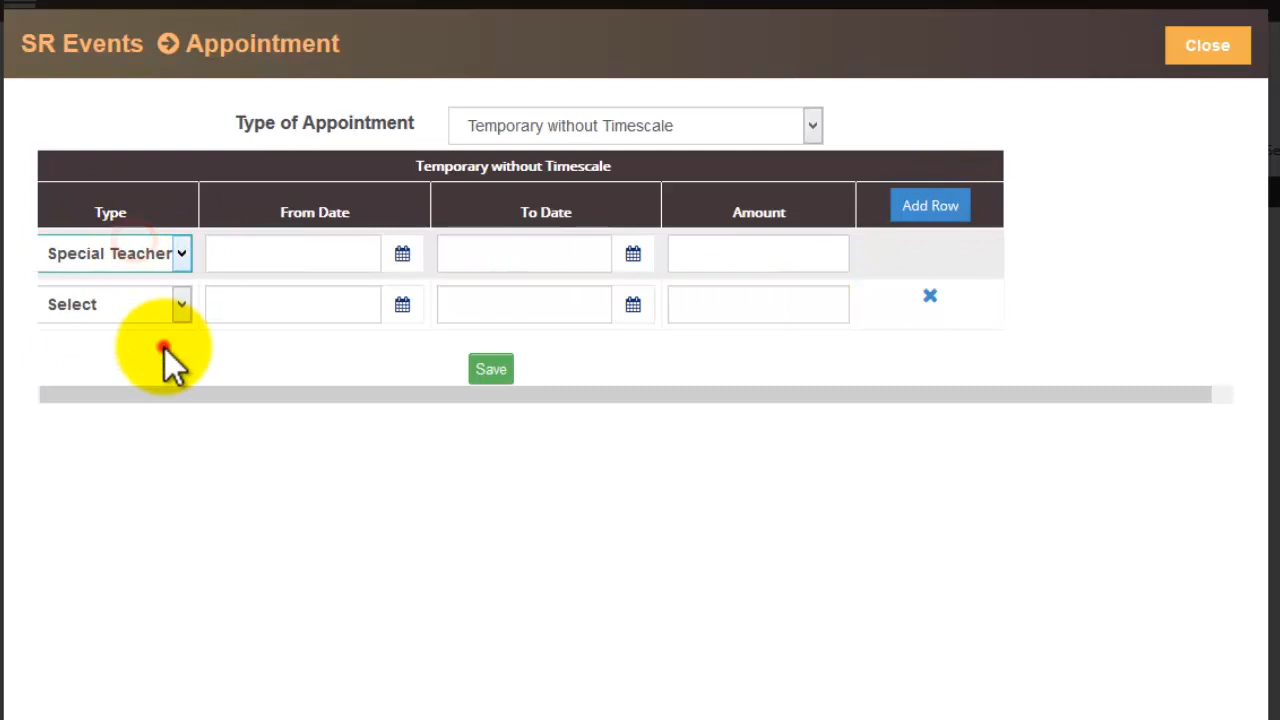 SR Events Appointment
Close
Type of Appointment
Temporary without Timescale
Temporary without Timescale
Type From Date To Date Amount Add Row
Special Teacher
Select
Save